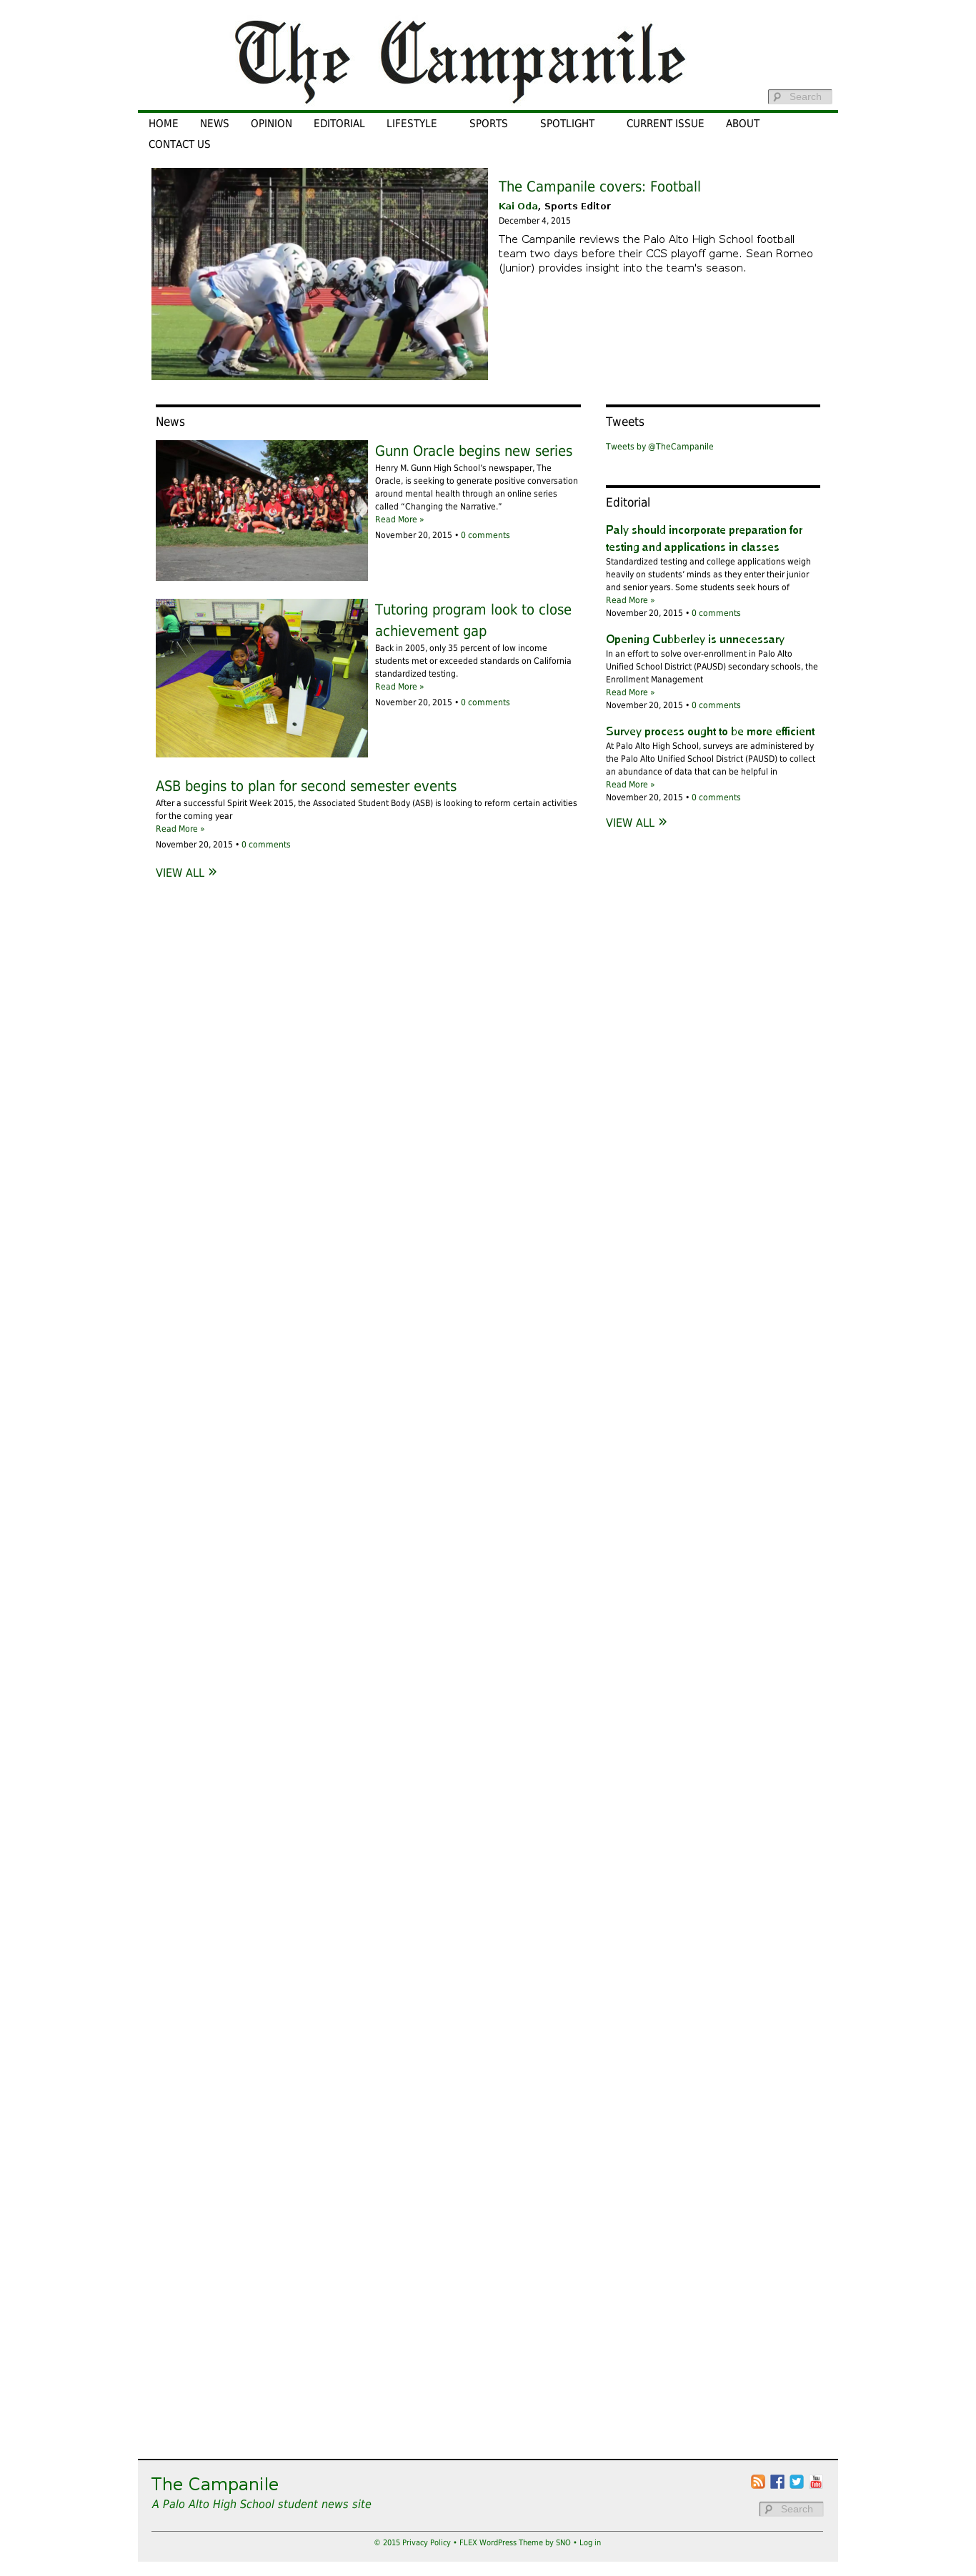 The Campanile
Search
HOME NEWS OPINION EDITORIAL LIFESTYLE SPORTS SPOTLIGHT CURRENT ISSUE ABOUT
CONTACT US
The Campanile covers: Football
Kai Oda, Sports Editor
December 4, 2015
The Campanile reviews the Palo Alto High School football
team two days before their CCS playoff game. Sean Romeo
(Junior) provides insight into the team's season.
News
Gunn Oracle begins new series
Henry M. Gunn High School’s newspaper, The
Oracle, is seeking to generate positive conversation
around mental health through an online series
called “Changing the Narrative.”
Read More »
November 20, 2015 • 0 comments
Tutoring program look to close
achievement gap
Back in 2005, only 35 percent of low income
students met or exceeded standards on California
standardized testing.
Read More »
November 20, 2015 • 0 comments
ASB begins to plan for second semester events
After a successful Spirit Week 2015, the Associated Student Body (ASB) is looking to reform certain activities
for the coming year
Read More »
November 20, 2015 • 0 comments
VIEW ALL »
Tweets
Tweets by @TheCampanile
Editorial
Paly should incorporate preparation for
testing and applications in classes
Standardized testing and college applications weigh
heavily on students’ minds as they enter their junior
and senior years. Some students seek hours of
Read More »
November 20, 2015 • 0 comments
Opening Cubberley is unnecessary
In an effort to solve over-enrollment in Palo Alto
Unified School District (PAUSD) secondary schools, the
Enrollment Management
Read More »
November 20, 2015 • 0 comments
Survey process ought to be more efficient
At Palo Alto High School, surveys are administered by
the Palo Alto Unified School District (PAUSD) to collect
an abundance of data that can be helpful in
Read More »
November 20, 2015 • 0 comments
VIEW ALL »
The Campanile
A Palo Alto High School student news site
You
Tube
Search
© 2015 Privacy Policy • FLEX WordPress Theme by SNO • Log in